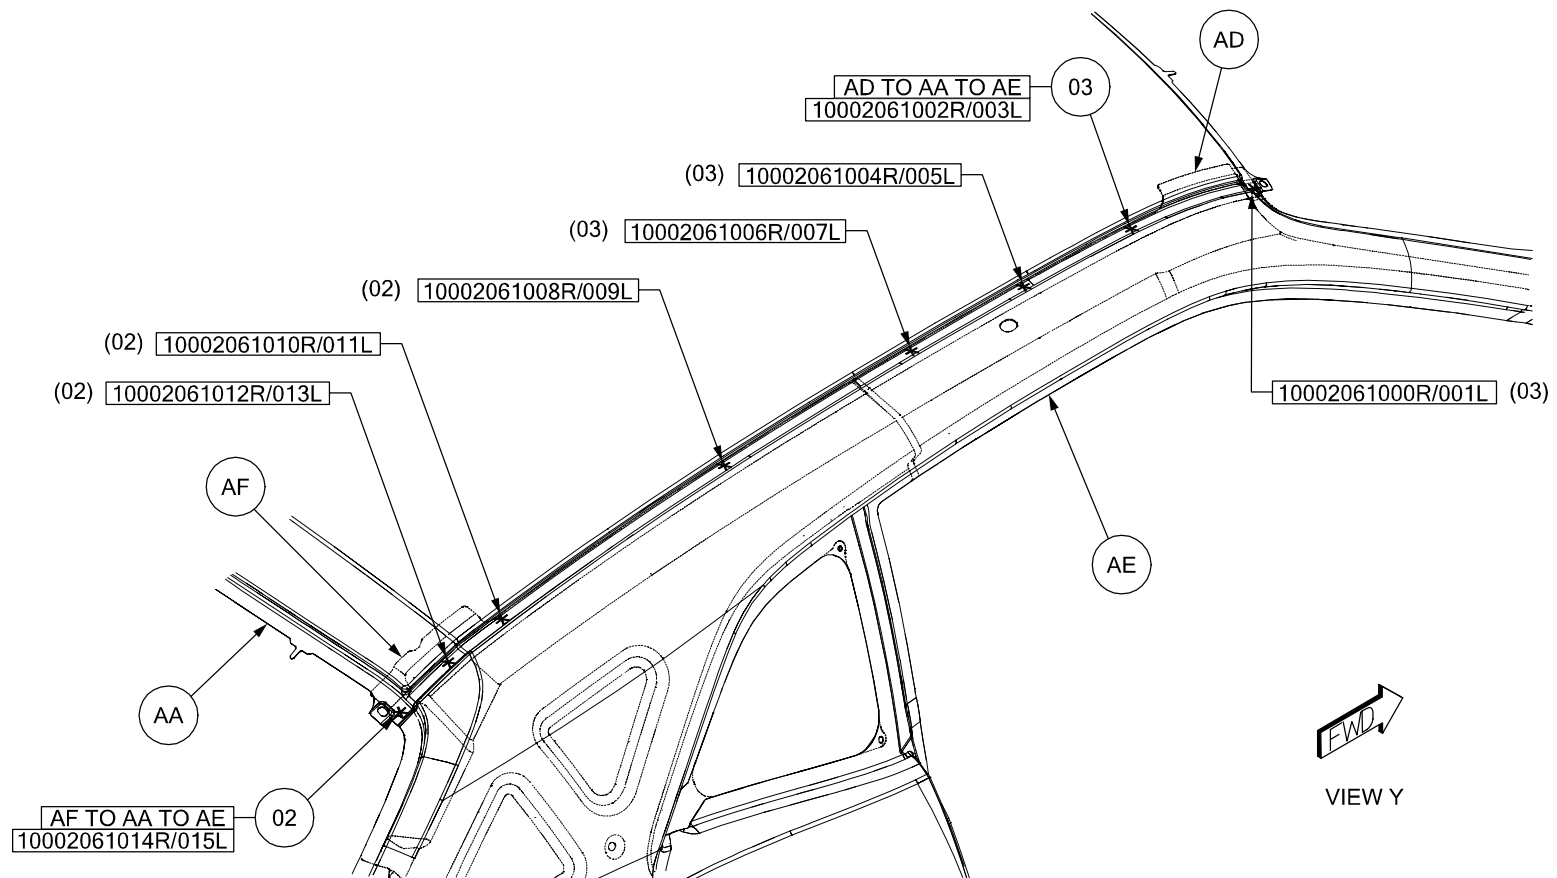 AD
AD TO AA TO AE
03
10002061002R/003L
(03) 10002061004R/005L
(03) 10002061006R/007L
(02) 10002061008R/009L
(02) 10002061010R/011L
(02) 10002061012R/013L
10002061000R/001L (03)
AF
AE
AA
FWD
VIEW Y
AF TO AA TO AE
02
10002061014R/015L